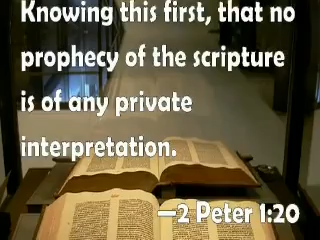 Knowing this first, that no
prophecy of the scripture
is of any private
interpretation.
—2 Peter 1:20